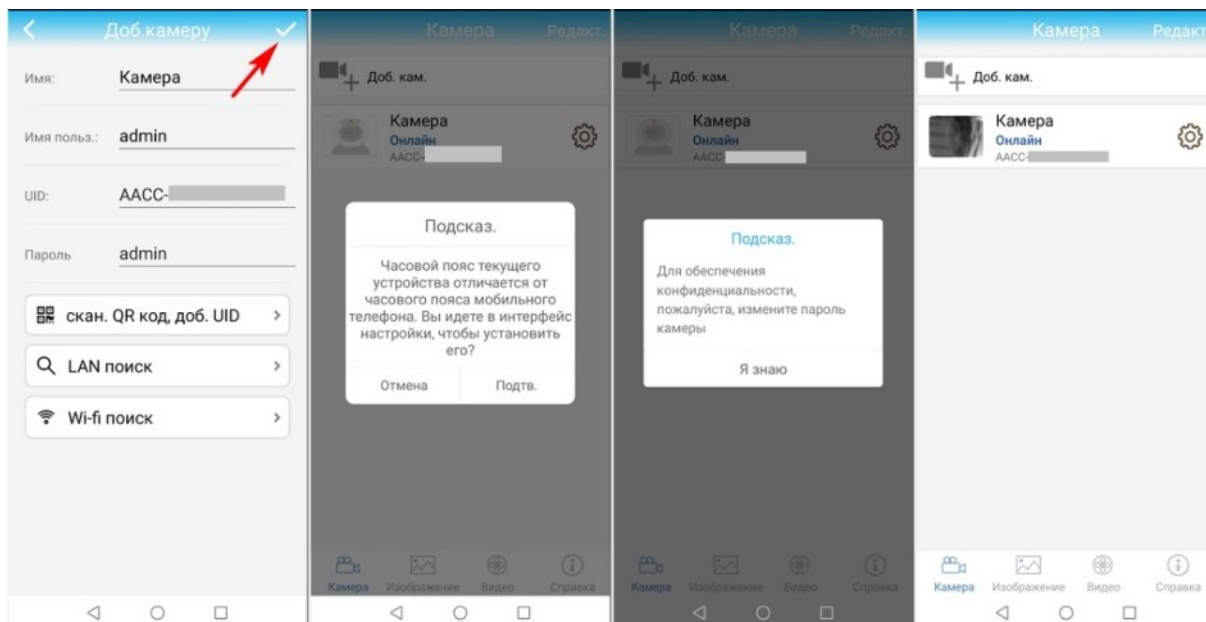 Доб.камеру
Имя: Камера
Имя польз.: admin
UID: AACC-
Пароль admin
скан. QR код, доб. UID
LAN поиск
Wi-fi поиск
Камера Редакт.
Доб. кам.
Камера
Онлайн
AACC-
Подсказ.
Часовой пояс текущего
устройства отличается от
часового пояса мобильного
телефона. Вы идете в интерфейс
настройки, чтобы установить
его?
Отмена Подтв.
Камера Изображение Видео Справка
Камера Редакт.
Доб. кам.
Камера
Онлайн
AACC-
Подсказ.
Для обеспечения
конфиденциальности,
пожалуйста, измените пароль
камеры
Я знаю
Камера Изображение Видео Справка
Камера Редакт
Доб. кам.
Камера
Онлайн
AACC-
Камера Изображение Видео Справка